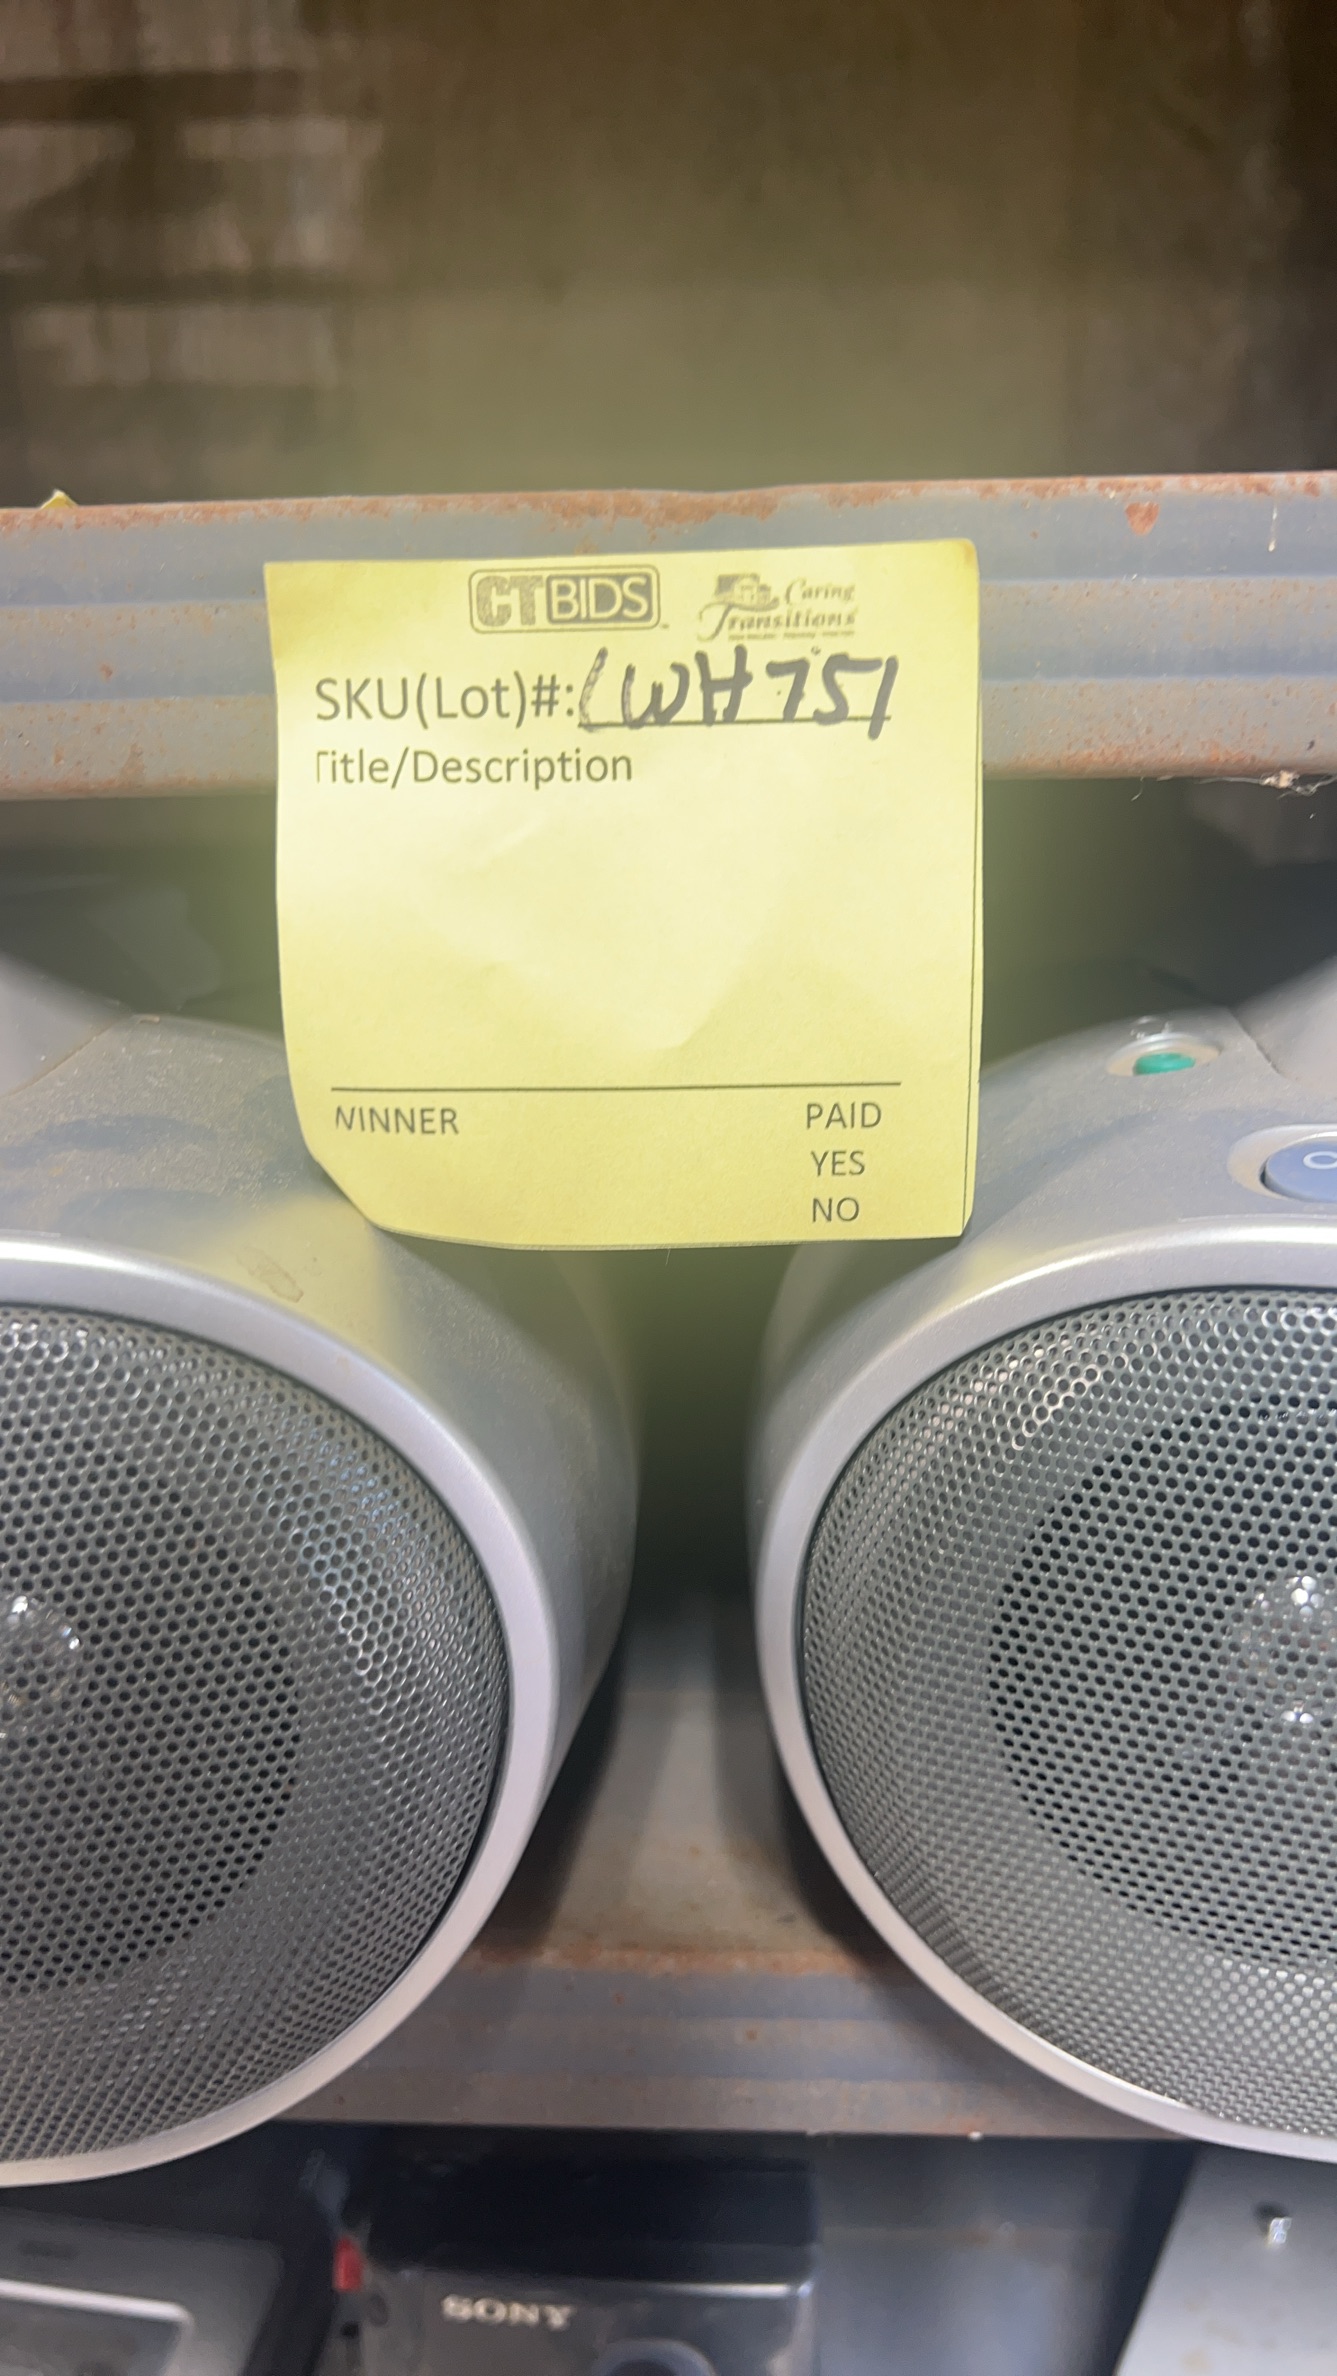 CTBIDS Caring Transitions
SKU(Lot)#: LWH751
Title/Description
WINNER PAID
YES
NO
SONY